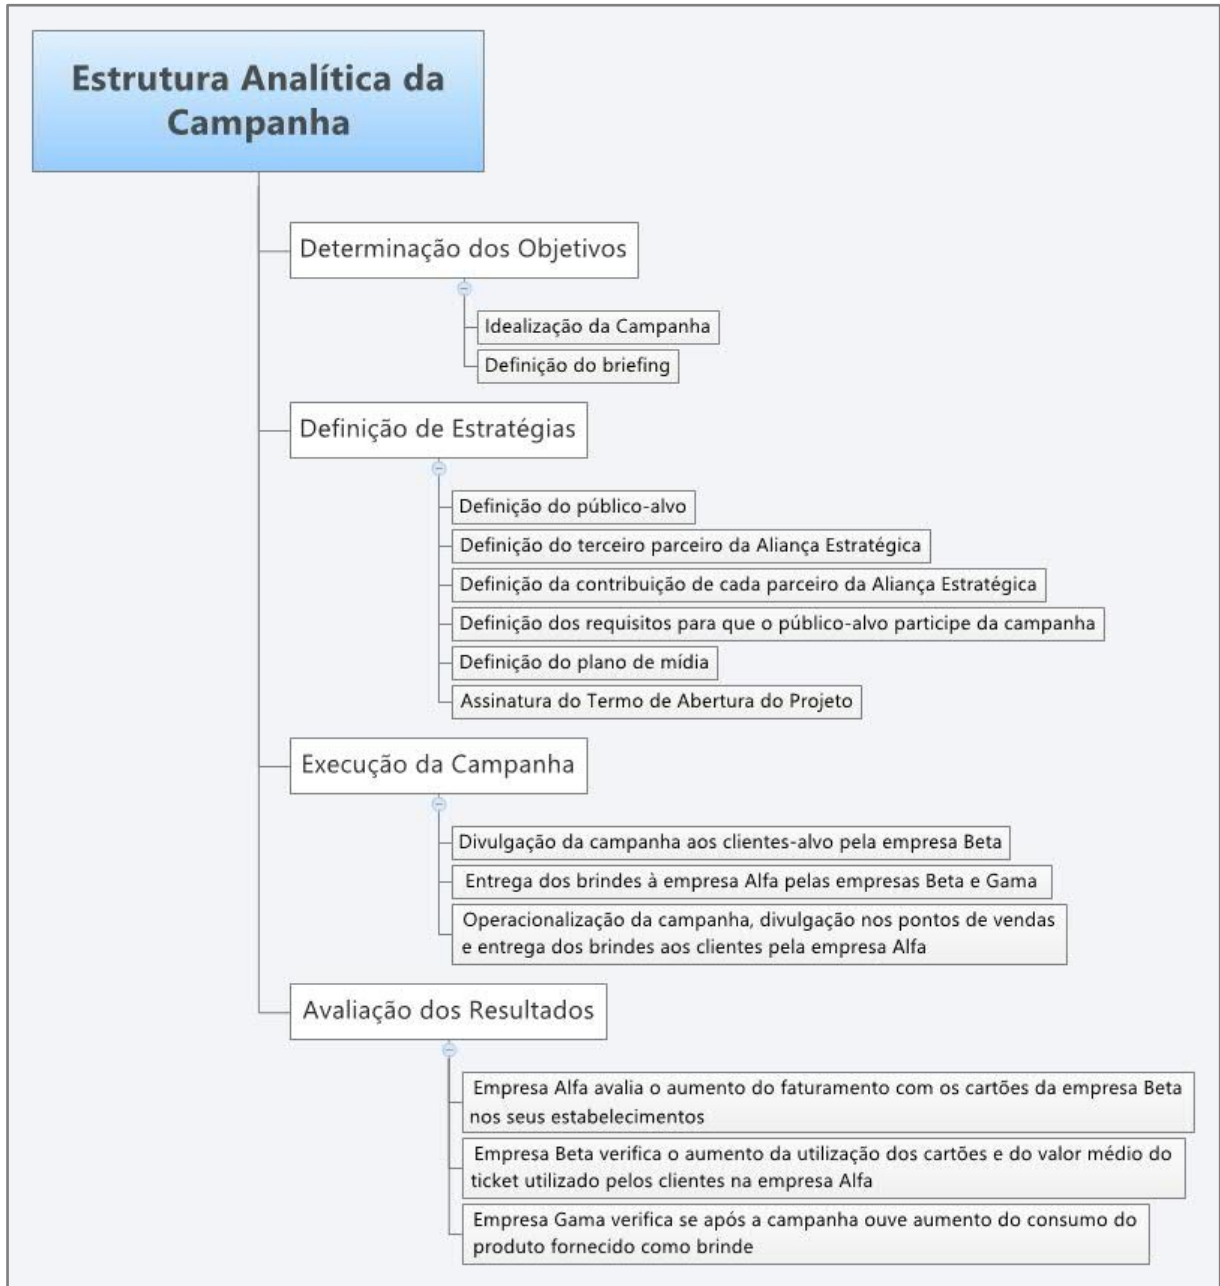 Estrutura Analítica da
Campanha
Determinação dos Objetivos
Idealização da Campanha
Definição do briefing
Definição de Estratégias
Definição do público-alvo
Definição do terceiro parceiro da Aliança Estratégica
Definição da contribuição de cada parceiro da Aliança Estratégica
Definição dos requisitos para que o público-alvo participe da campanha
Definição do plano de mídia
Assinatura do Termo de Abertura do Projeto
Execução da Campanha
Divulgação da campanha aos clientes-alvo pela empresa Beta
Entrega dos brindes à empresa Alfa pelas empresas Beta e Gama
Operacionalização da campanha, divulgação nos pontos de vendas
e entrega dos brindes aos clientes pela empresa Alfa
Avaliação dos Resultados
Empresa Alfa avalia o aumento do faturamento com os cartões da empresa Beta
nos seus estabelecimentos
Empresa Beta verifica o aumento da utilização dos cartões e do valor médio do
ticket utilizado pelos clientes na empresa Alfa
Empresa Gama verifica se após a campanha ouve aumento do consumo do
produto fornecido como brinde